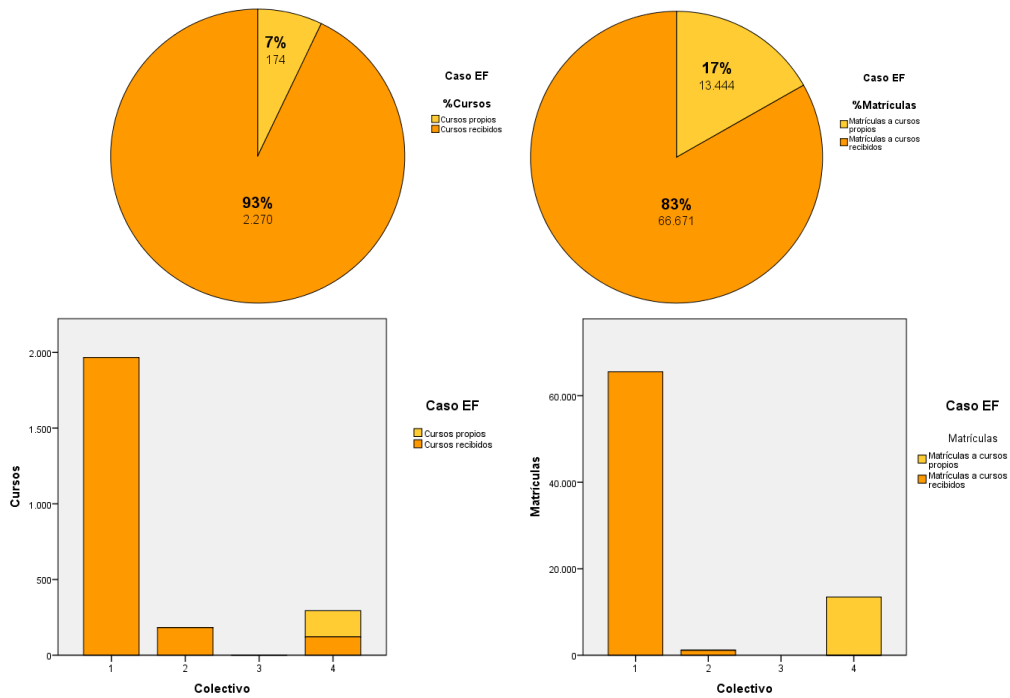 7%
174
93%
2.270
Caso EF
%Cursos
Cursos propios
Cursos recibidos
17%
13.444
83%
66.671
Caso EF
%Matrículas
Matrículas a cursos
propios
Matrículas a cursos
recibidos
2.000
1.500
1.000
500
0
Cursos
1 2 3 4
Colectivo
Caso EF
Cursos propios
Cursos recibidos
60.000
40.000
20.000
0
Matrículas
1 2 3 4
Colectivo
Caso EF
Matrículas
Matrículas a cursos
propios
Matrículas a cursos
recibidos